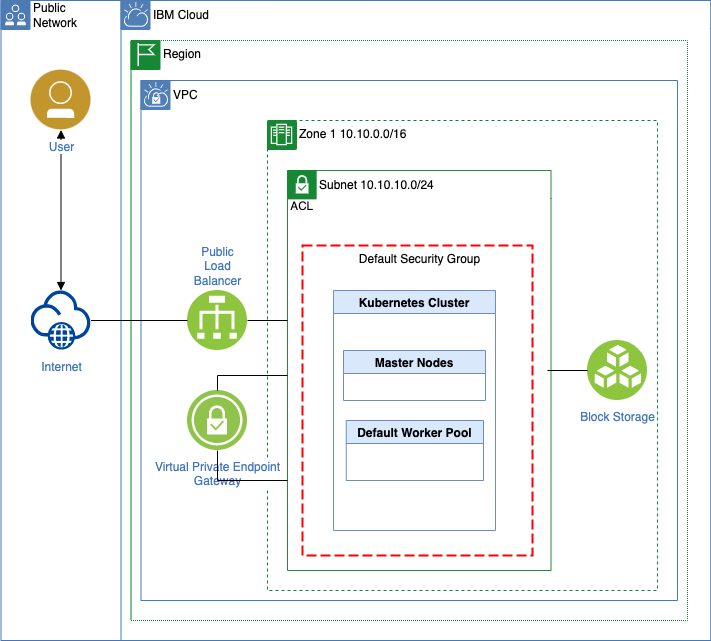 Public
Network
IBM Cloud
Region
VPC
Zone 1 10.10.0.0/16
User
Subnet 10.10.10.0/24
ACL
Public
Load
Balancer
Default Security Group
Kubernetes Cluster
Internet
Master Nodes
Block Storage
Default Worker Pool
Virtual Private Endpoint
Gateway